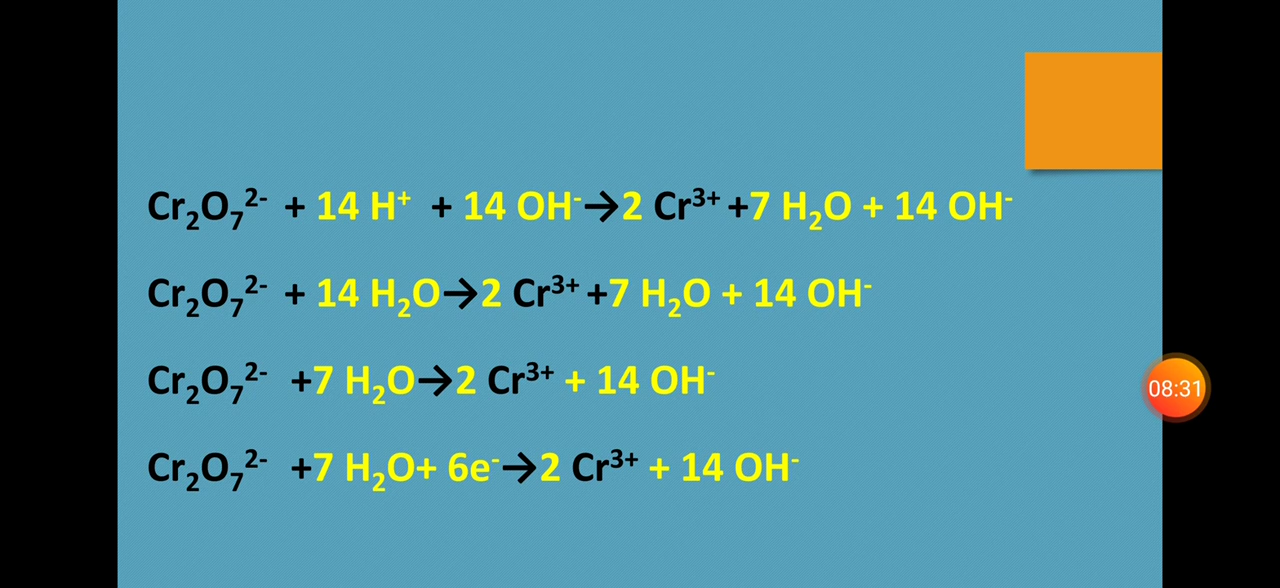 Cr₂O₇²⁻ + 14 H⁺ + 14 OH⁻→2 Cr³⁺ +7 H₂O + 14 OH⁻
Cr₂O₇²⁻ + 14 H₂O→2 Cr³⁺ +7 H₂O + 14 OH⁻
Cr₂O₇²⁻ +7 H₂O→2 Cr³⁺ + 14 OH⁻
08:31
Cr₂O₇²⁻ +7 H₂O+ 6e⁻→2 Cr³⁺ + 14 OH⁻